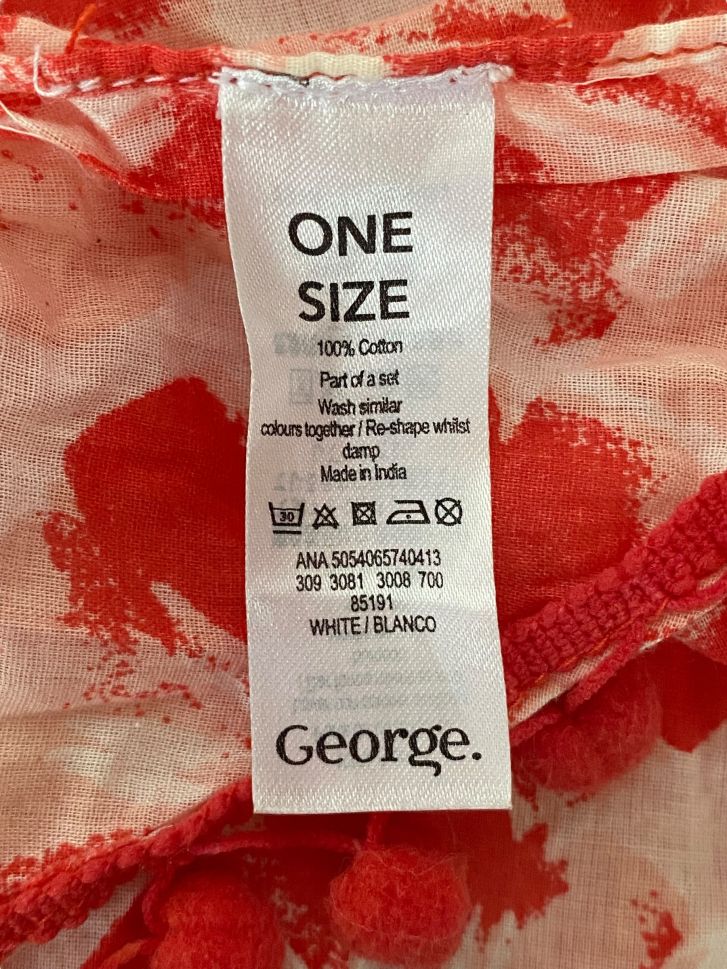 ONE
SIZE
100% Cotton
Part of a set
Wash similar
colours together / Re-shape whilst
damp
Made in India
30
ANA 5054065740413
309 3081 3008 700
85191
WHITE / BLANCO
George.